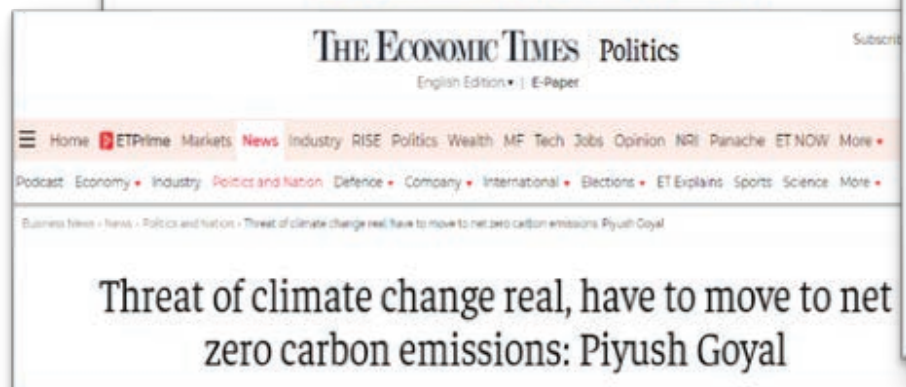 THE ECONOMIC TIMES Politics
Subscrib
English Edition ▾ | E-Paper
Home ETPrime Markets News Industry RISE Politics Wealth MF Tech Jobs Opinion NRI Panache ET NOW More
Podcast Economy Industry Politics and Nation Defence Company International Elections ET Explains Sports Science More
Business News › News › Politics and Nation › Threat of climate change real, have to move to net zero carbon emissions: Piyush Goyal
Threat of climate change real, have to move to net
zero carbon emissions: Piyush Goyal